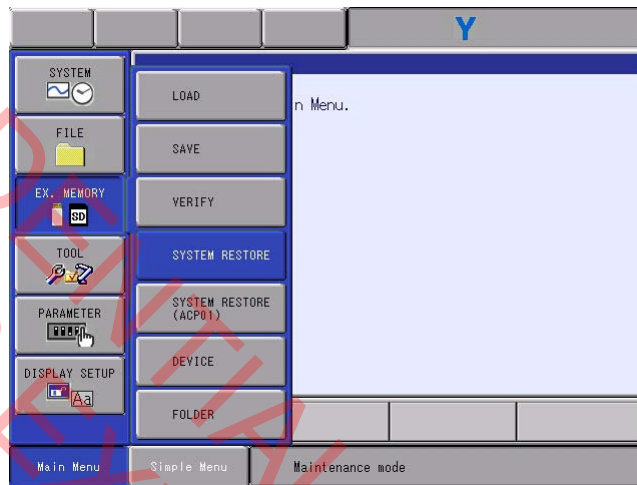 Y
SYSTEM
FILE
EX. MEMORY
SD
TOOL
PARAMETER
DISPLAY SETUP
Aa
LOAD
SAVE
VERIFY
SYSTEM RESTORE
SYSTEM RESTORE
(ACP01)
DEVICE
FOLDER
n Menu.
Main Menu
Simple Menu
Maintenance mode